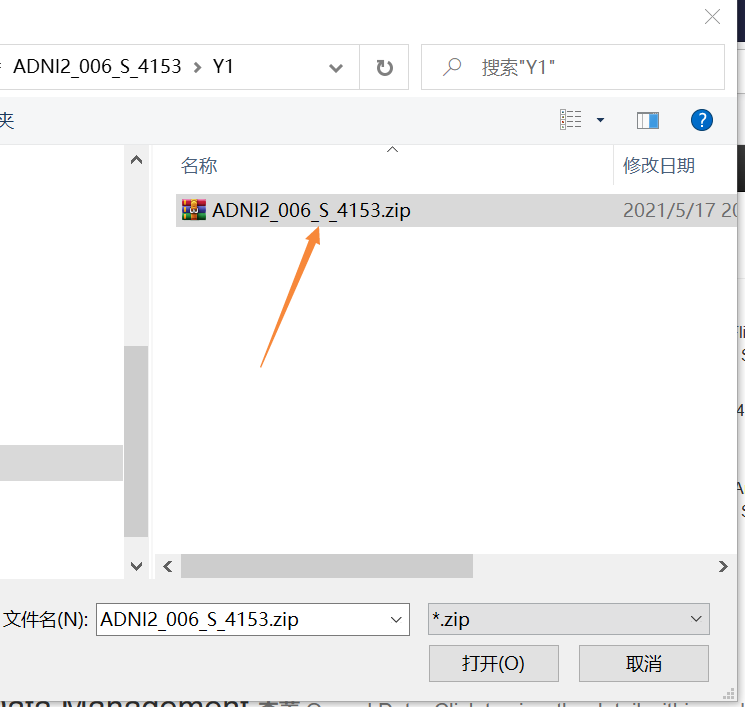 ADNI2_006_S_4153 > Y1
搜索"Y1"
夹
名称
修改日期
ADNI2_006_S_4153.zip
2021/5/17 20
文件名(N):
ADNI2_006_S_4153.zip
*.zip
打开(O)
取消